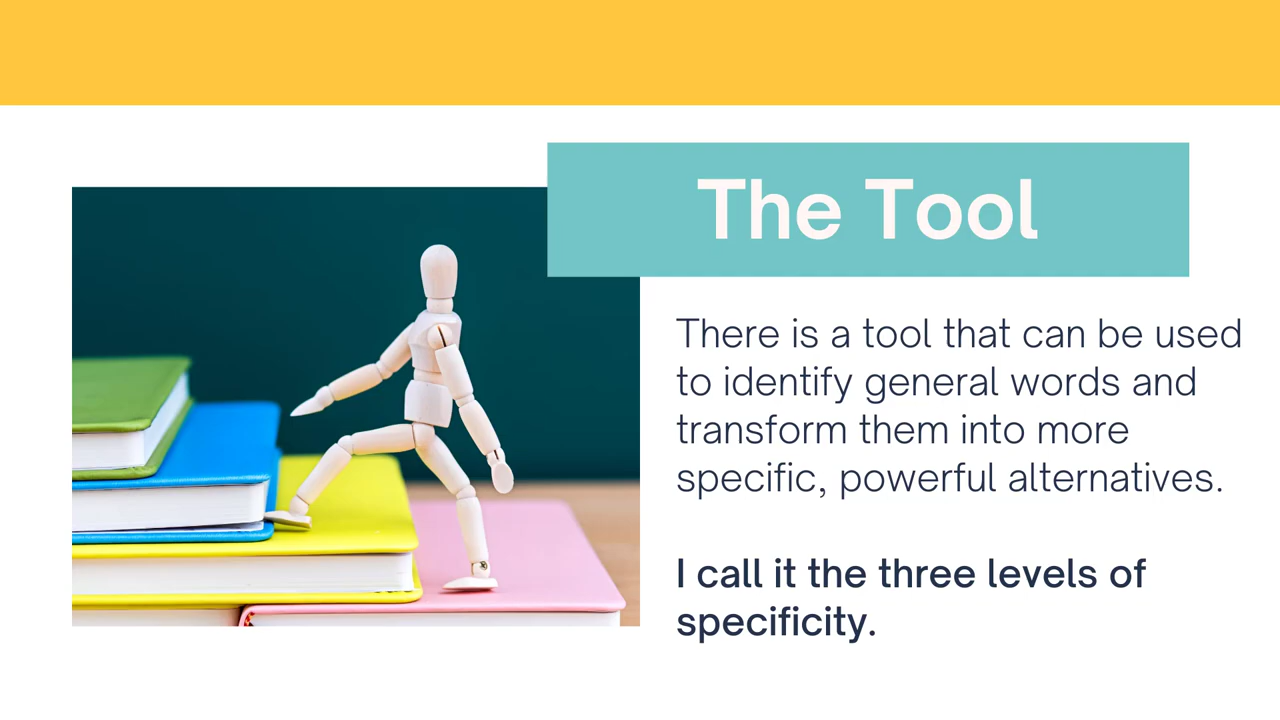 The Tool
There is a tool that can be used
to identify general words and
transform them into more
specific, powerful alternatives.
I call it the three levels of
specificity.